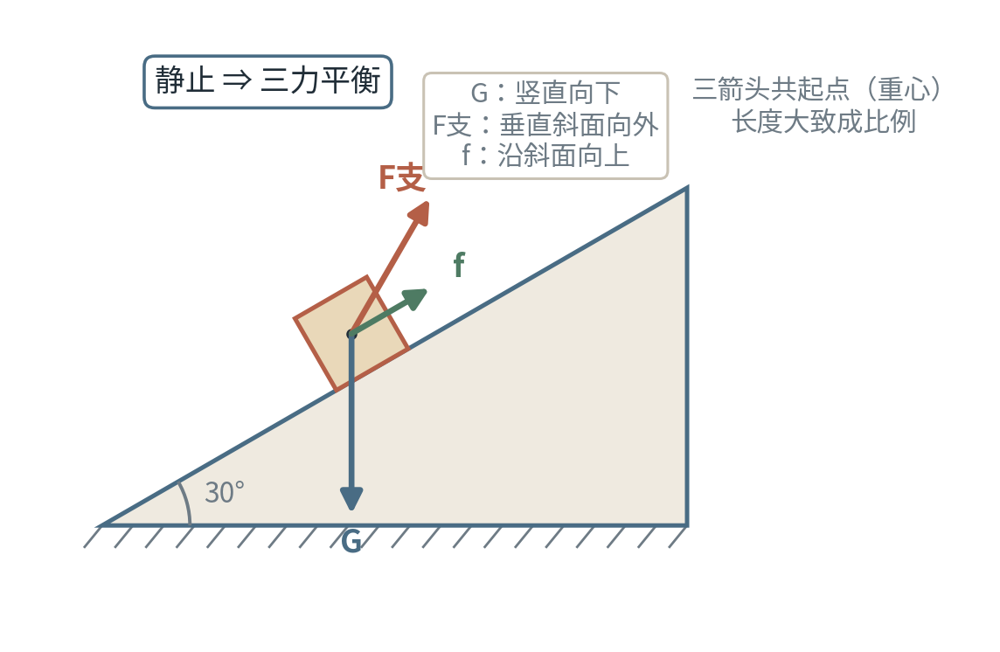 静止 ⇒ 三力平衡
G：竖直向下
F支：垂直斜面向外
f：沿斜面向上
三箭头共起点（重心）
长度大致成比例
F支
f
30°
G